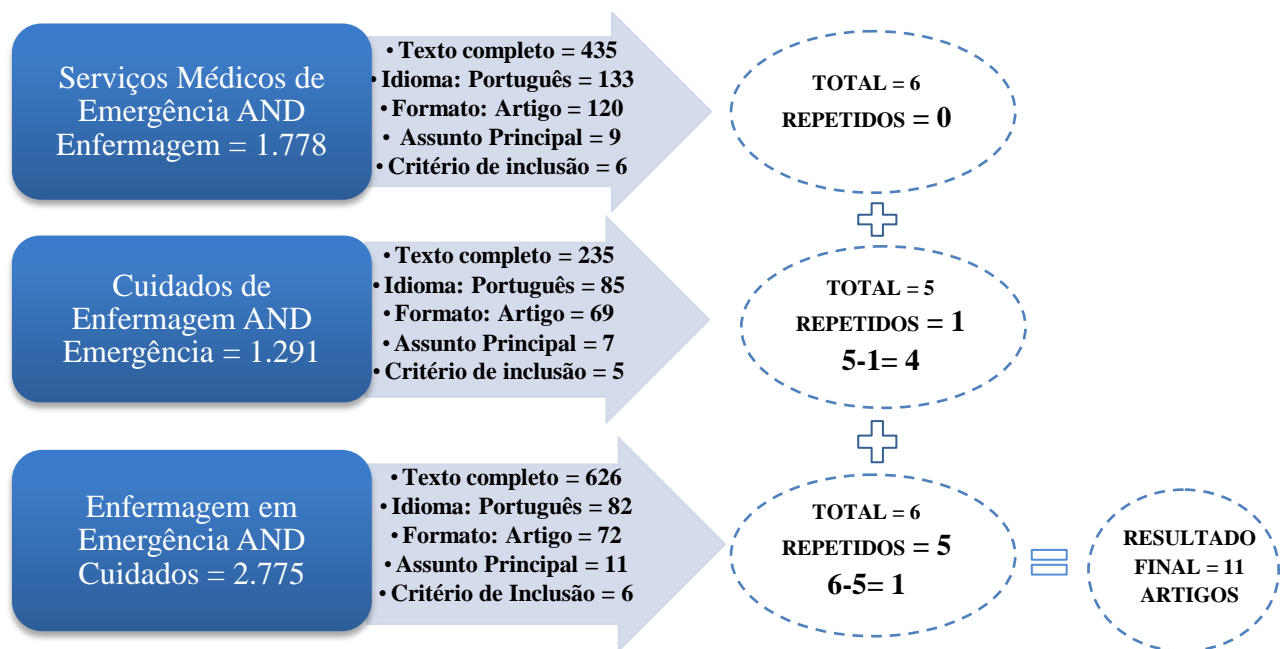 Serviços Médicos de
Emergência AND
Enfermagem = 1.778
• Texto completo = 435
• Idioma: Português = 133
• Formato: Artigo = 120
• Assunto Principal = 9
• Critério de inclusão = 6
TOTAL = 6
REPETIDOS = 0
Cuidados de
Enfermagem AND
Emergência = 1.291
• Texto completo = 235
• Idioma: Português = 85
• Formato: Artigo = 69
• Assunto Principal = 7
• Critério de inclusão = 5
TOTAL = 5
REPETIDOS = 1
5-1= 4
Enfermagem em
Emergência AND
Cuidados = 2.775
• Texto completo = 626
• Idioma: Português = 82
• Formato: Artigo = 72
• Assunto Principal = 11
• Critério de Inclusão = 6
TOTAL = 6
REPETIDOS = 5
6-5= 1
RESULTADO
FINAL = 11
ARTIGOS